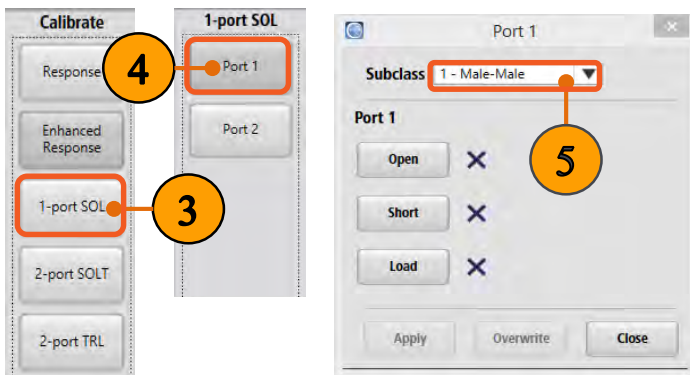 Calibrate
Response
Enhanced
Response
1-port SOL
2-port SOLT
2-port TRL
3
1-port SOL
Port 1
Port 2
4
Port 1
Subclass 1 - Male-Male
5
Port 1
Open
Short
Load
Apply Overwrite Close